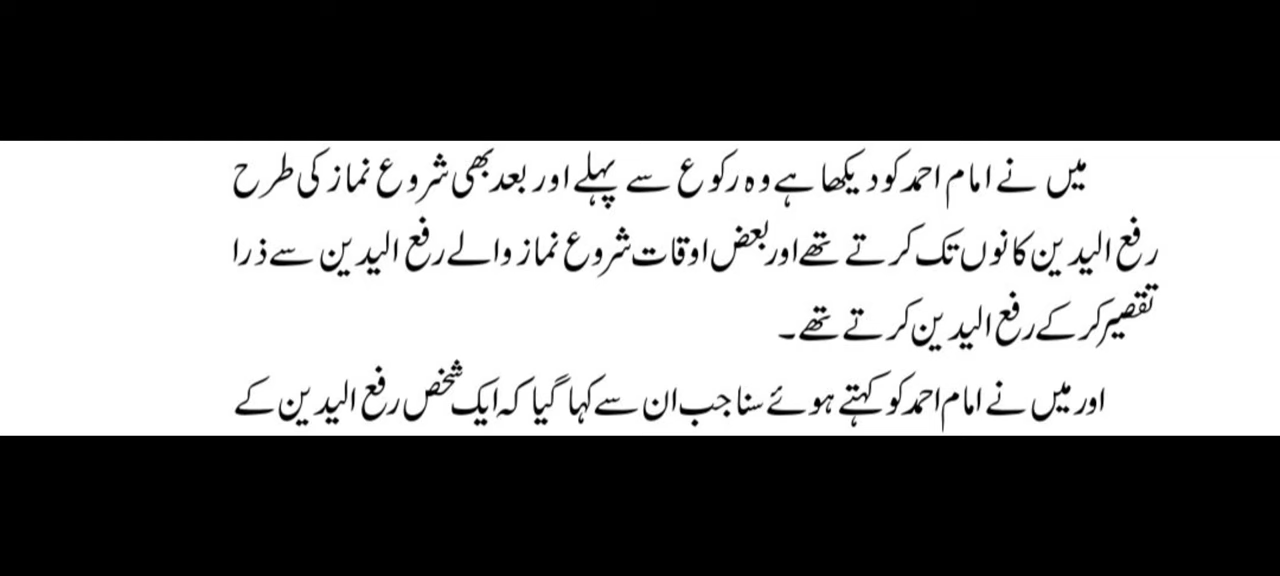 میں نے امام احمد کو دیکھا ہے وہ رکوع سے پہلے اور بعد بھی شروع نماز کی طرح
رفع الیدین کانوں تک کرتے تھے اور بعض اوقات شروع نماز والے رفع الیدین سے ذرا
تقصیر کر کے رفع الیدین کرتے تھے۔
اور میں نے امام احمد کو کہتے ہوئے سنا جب ان سے کہا گیا کہ ایک شخص رفع الیدین کے